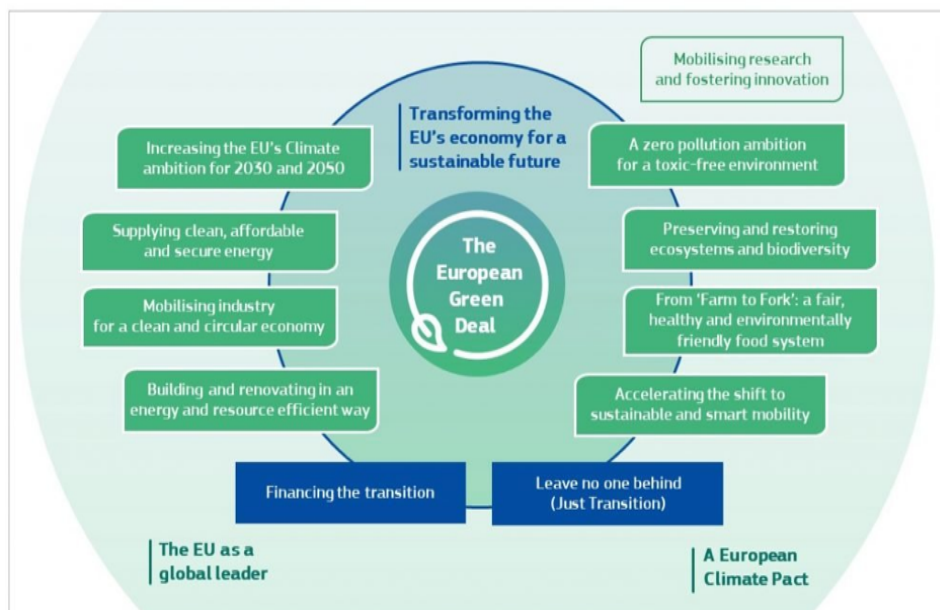 Mobilising research
and fostering innovation
Transforming the
EU's economy for a
sustainable future
Increasing the EU's Climate
ambition for 2030 and 2050
A zero pollution ambition
for a toxic-free environment
Supplying clean, affordable
and secure energy
Preserving and restoring
ecosystems and biodiversity
The
European
Green
Deal
Mobilising industry
for a clean and circular economy
From 'Farm to Fork': a fair,
healthy and environmentally
friendly food system
Building and renovating in an
energy and resource efficient way
Accelerating the shift to
sustainable and smart mobility
Financing the transition
Leave no one behind
(Just Transition)
The EU as a
global leader
A European
Climate Pact